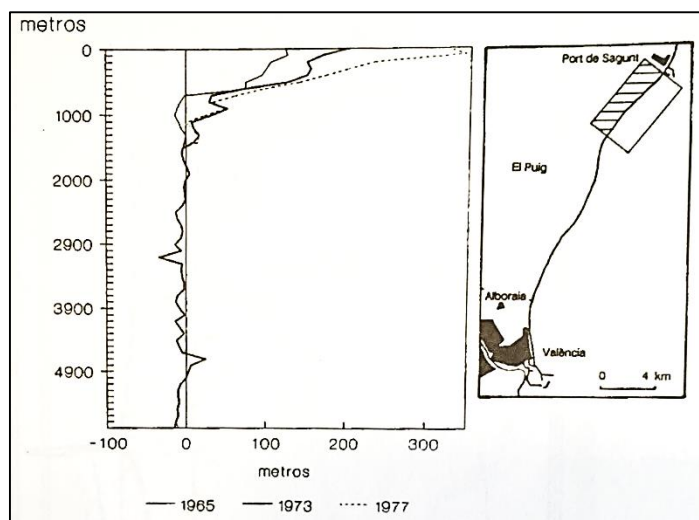 metros
0
1000
2000
2900
3900
4900
-100 0 100 200 300
metros
1965 1973 1977
Port de Sagunt
El Puig
Alboraia
València
0 4 km